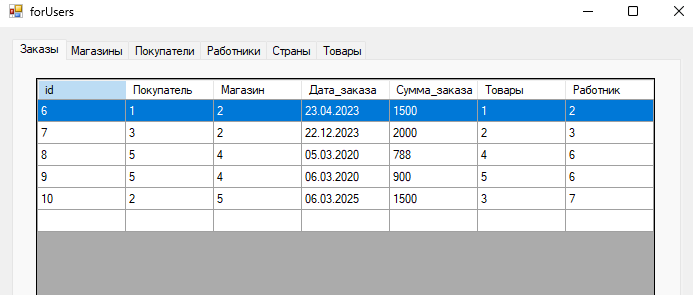 forUsers
Заказы Магазины Покупатели Работники Страны Товары
id Покупатель Магазин Дата_заказа Сумма_заказа Товары Работник
6 1 2 23.04.2023 1500 1 2
7 3 2 22.12.2023 2000 2 3
8 5 4 05.03.2020 788 4 6
9 5 4 06.03.2020 900 5 6
10 2 5 06.03.2025 1500 3 7